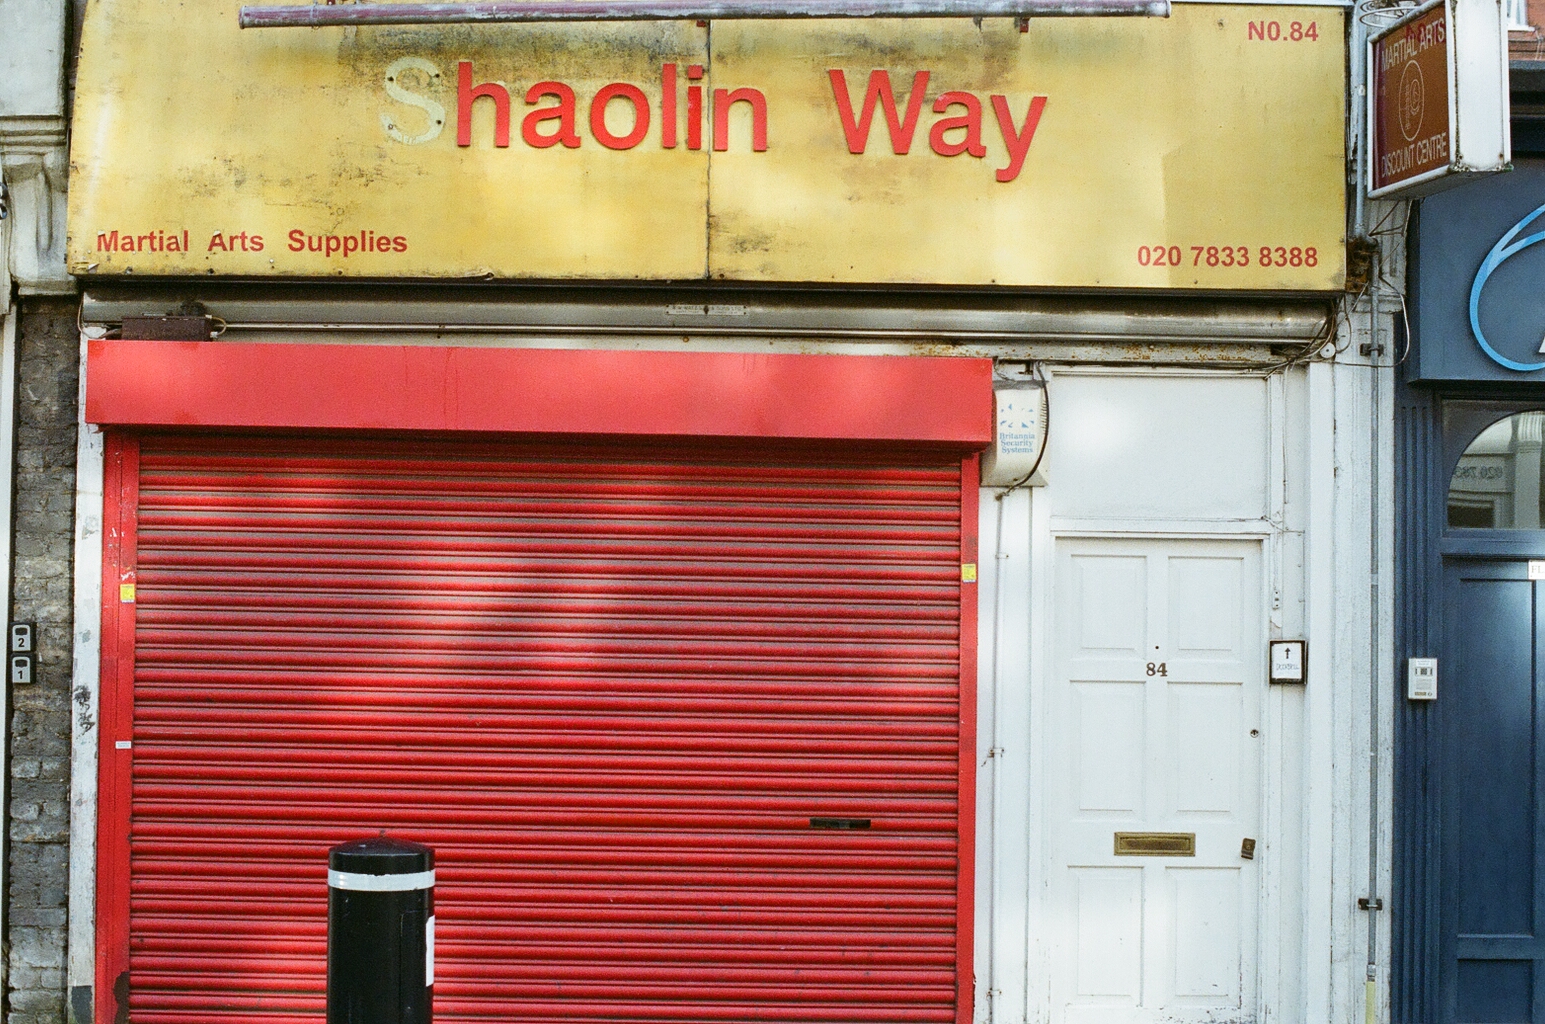 NO.84
Shaolin Way
Martial Arts Supplies
020 7833 8388
MARTIAL ARTS
DISCOUNT CENTRE
Britannia
Security
Systems
84
DOORBELL
2
1